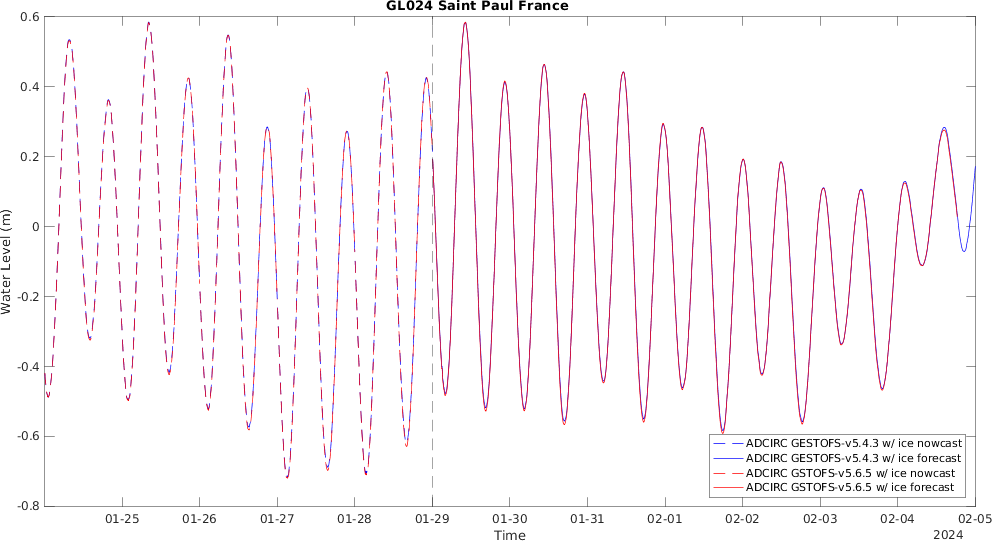 GL024 Saint Paul France
0.6
0.4
0.2
0
-0.2
-0.4
-0.6
-0.8
Water Level (m)
ADCIRC GESTOFS-v5.4.3 w/ ice nowcast
ADCIRC GESTOFS-v5.4.3 w/ ice forecast
ADCIRC GSTOFS-v5.6.5 w/ ice nowcast
ADCIRC GSTOFS-v5.6.5 w/ ice forecast
01-25 01-26 01-27 01-28 01-29 01-30 01-31 02-01 02-02 02-03 02-04 02-05
Time
2024